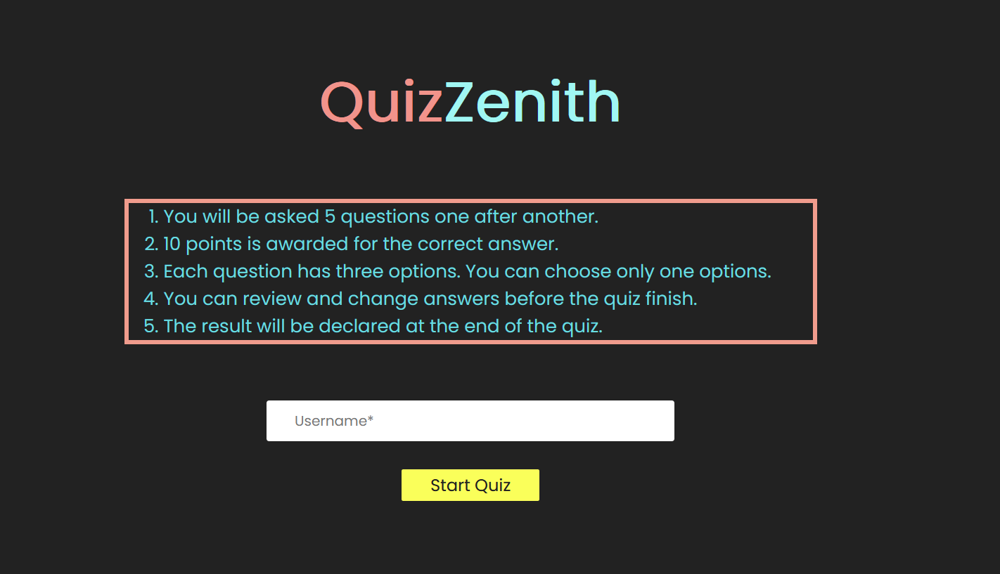 QuizZenith
1. You will be asked 5 questions one after another.
2. 10 points is awarded for the correct answer.
3. Each question has three options. You can choose only one options.
4. You can review and change answers before the quiz finish.
5. The result will be declared at the end of the quiz.
Username*
Start Quiz